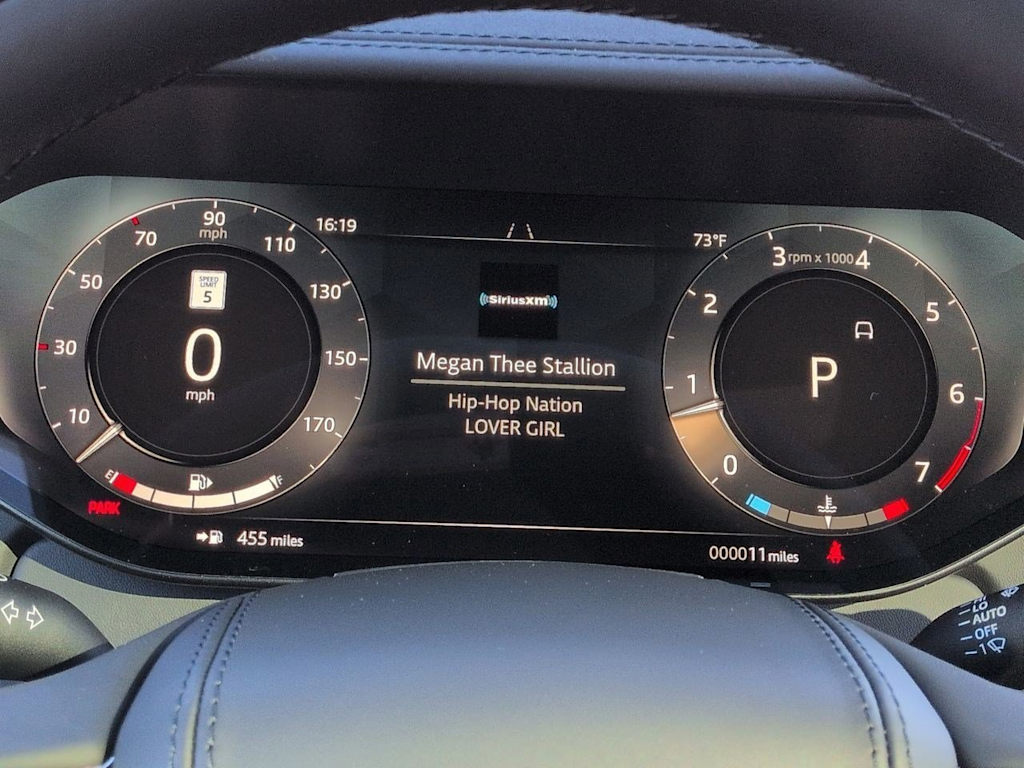 16:19
73°F
90
mph
70
110
50
130
30
150
10
170
SPEED
LIMIT
5
0
mph
E
F
PARK
455 miles
SiriusXM
Megan Thee Stallion
Hip-Hop Nation
LOVER GIRL
3 rpm x 1000 4
2
5
1
6
0
7
P
000011 miles
LO
AUTO
OFF
1